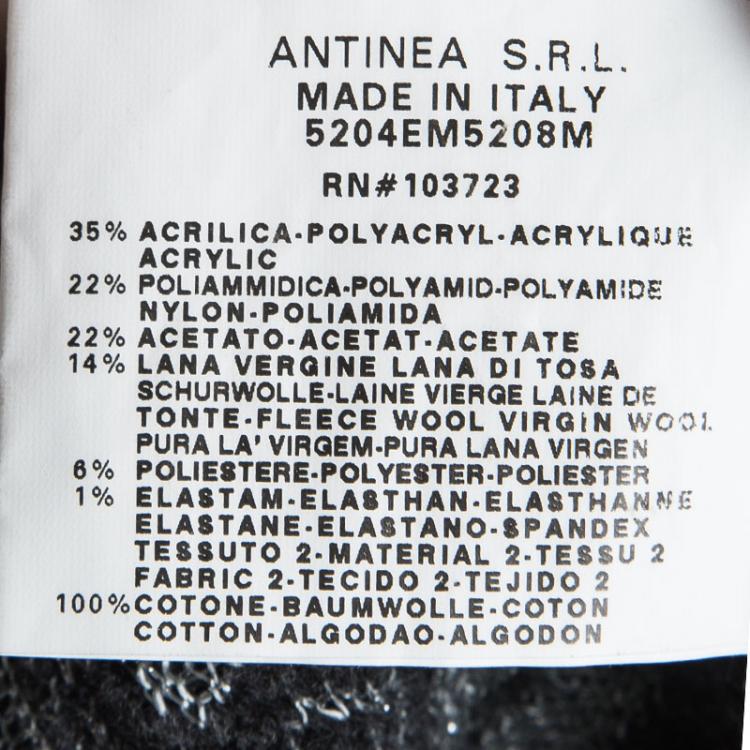 ANTINEA S.R.L.
MADE IN ITALY
5204EM5208M
RN#103723
35% ACRILICA-POLYACRYL-ACRYLIQUE
ACRYLIC
22% POLIAMMIDICA-POLYAMID-POLYAMIDE
NYLON-POLIAMIDA
22% ACETATO-ACETAT-ACETATE
14% LANA VERGINE LANA DI TOSA
SCHURWOLLE-LAINE VIERGE LAINE DE
TONTE-FLEECE WOOL VIRGIN WOOL
PURA LA' VIRGEM-PURA LANA VIRGEN
6% POLIESTERE-POLYESTER-POLIESTER
1% ELASTAM-ELASTHAN-ELASTHANNE
ELASTANE-ELASTANO-SPANDEX
TESSUTO 2-MATERIAL 2-TESSU 2
FABRIC 2-TECIDO 2-TEJIDO 2
100% COTONE-BAUMWOLLE-COTON
COTTON-ALGODAO-ALGODON